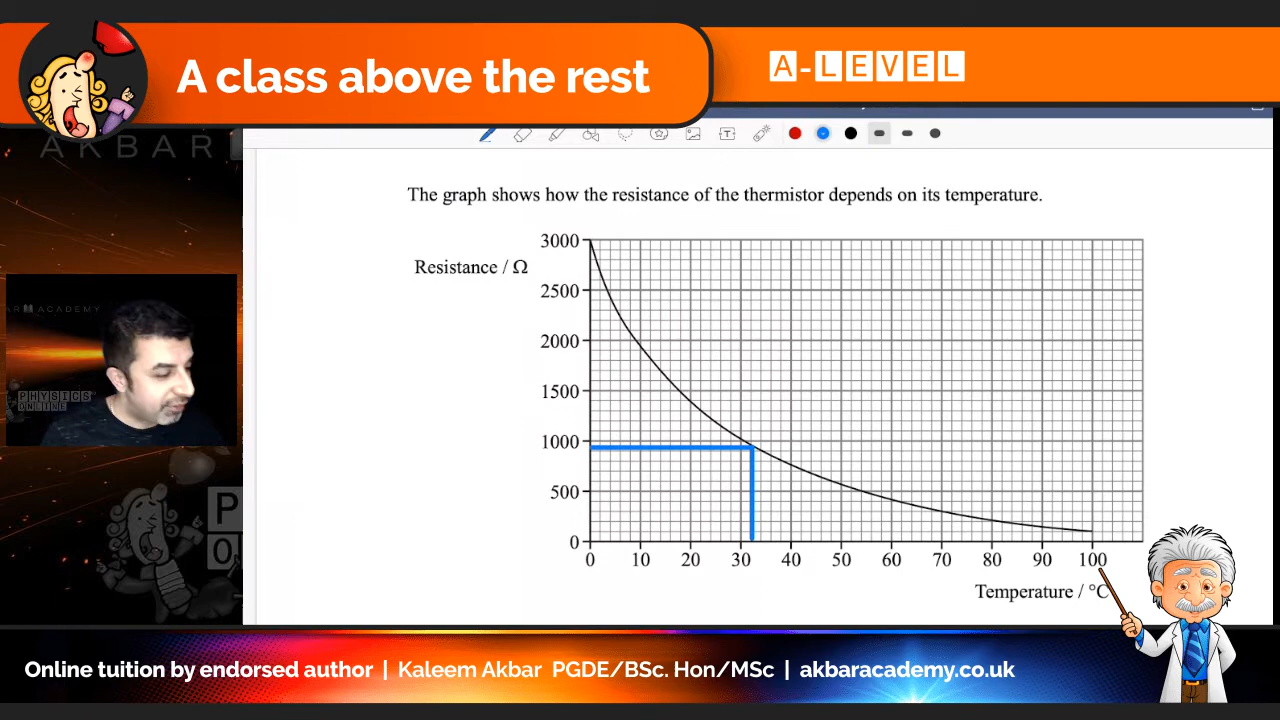 A class above the rest
A-LEVEL
AKBAR
The graph shows how the resistance of the thermistor depends on its temperature.
Resistance / Ω
3000
2500
2000
1500
1000
500
0
0 10 20 30 40 50 60 70 80 90 100
Temperature / °C
ACADEMY
PHYSICS
ONLINE
P
O
Online tuition by endorsed author | Kaleem Akbar PGDE/BSc. Hon/MSc | akbaracademy.co.uk